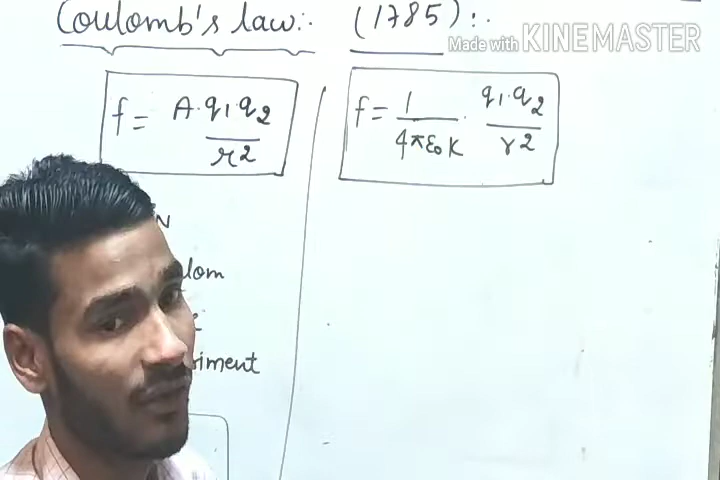 Coulomb's law:. (1785):.
Made with KINEMASTER
f = A.q1.q2 / r2
f = 1 / 4πε0K . q1.q2 / r2
N
lom
iment